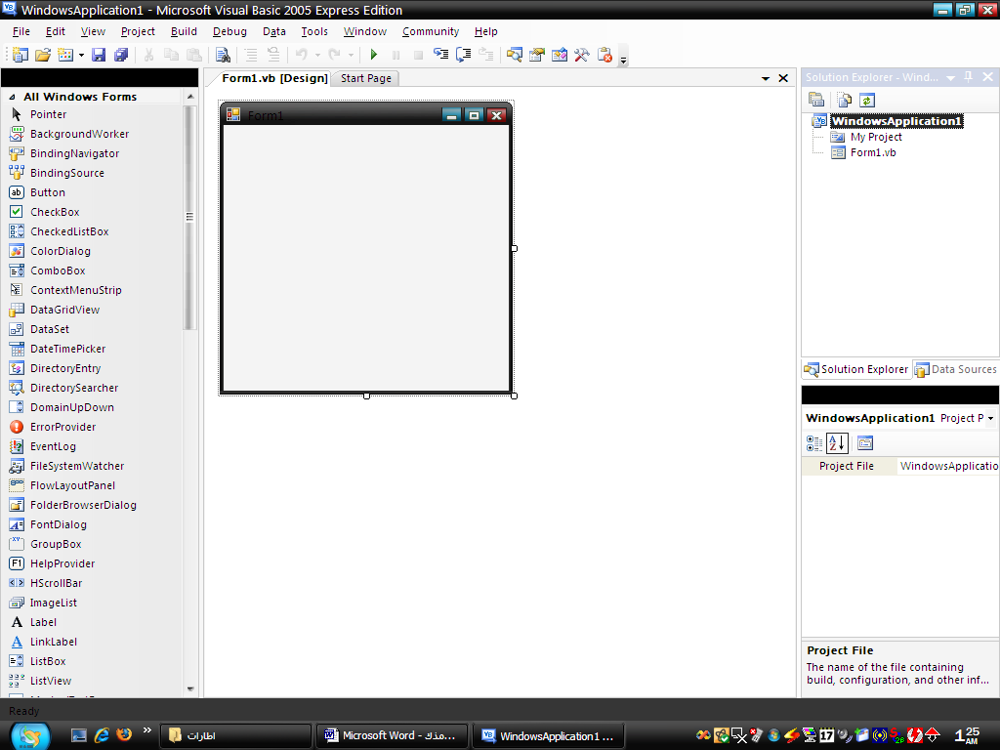 WindowsApplication1 - Microsoft Visual Basic 2005 Express Edition
File Edit View Project Build Debug Data Tools Window Community Help
Form1.vb [Design] Start Page
All Windows Forms
Pointer
BackgroundWorker
BindingNavigator
BindingSource
Button
CheckBox
CheckedListBox
ColorDialog
ComboBox
ContextMenuStrip
DataGridView
DataSet
DateTimePicker
DirectoryEntry
DirectorySearcher
DomainUpDown
ErrorProvider
EventLog
FileSystemWatcher
FlowLayoutPanel
FolderBrowserDialog
FontDialog
GroupBox
HelpProvider
HScrollBar
ImageList
Label
LinkLabel
ListBox
ListView
Form1
Solution Explorer - Wind...
WindowsApplication1
My Project
Form1.vb
Solution Explorer Data Sources
WindowsApplication1 Project P
Project File WindowsApplicatio
Project File
The name of the file containing
build, configuration, and other inf...
Ready
اطارات
Microsoft Word - مذك...
WindowsApplication1 ...
17
1 25
AM